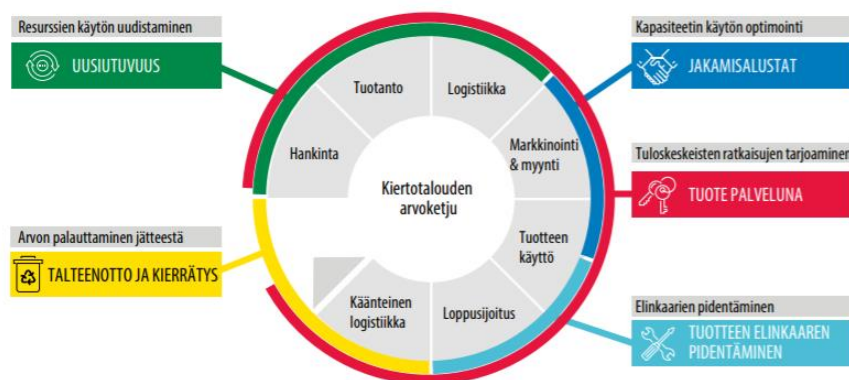 Resurssien käytön uudistaminen
UUSIUTUVUUS
Arvon palauttaminen jätteestä
TALTEENOTTO JA KIERRÄTYS
Hankinta
Tuotanto
Logistiikka
Markkinointi
& myynti
Tuotteen
käyttö
Loppusijoitus
Käänteinen
logistiikka
Kiertotalouden
arvoketju
Kapasiteetin käytön optimointi
JAKAMISALUSTAT
Tuloskeskeisten ratkaisujen tarjoaminen
TUOTE PALVELUNA
Elinkaarien pidentäminen
TUOTTEEN ELINKAAREN
PIDENTÄMINEN